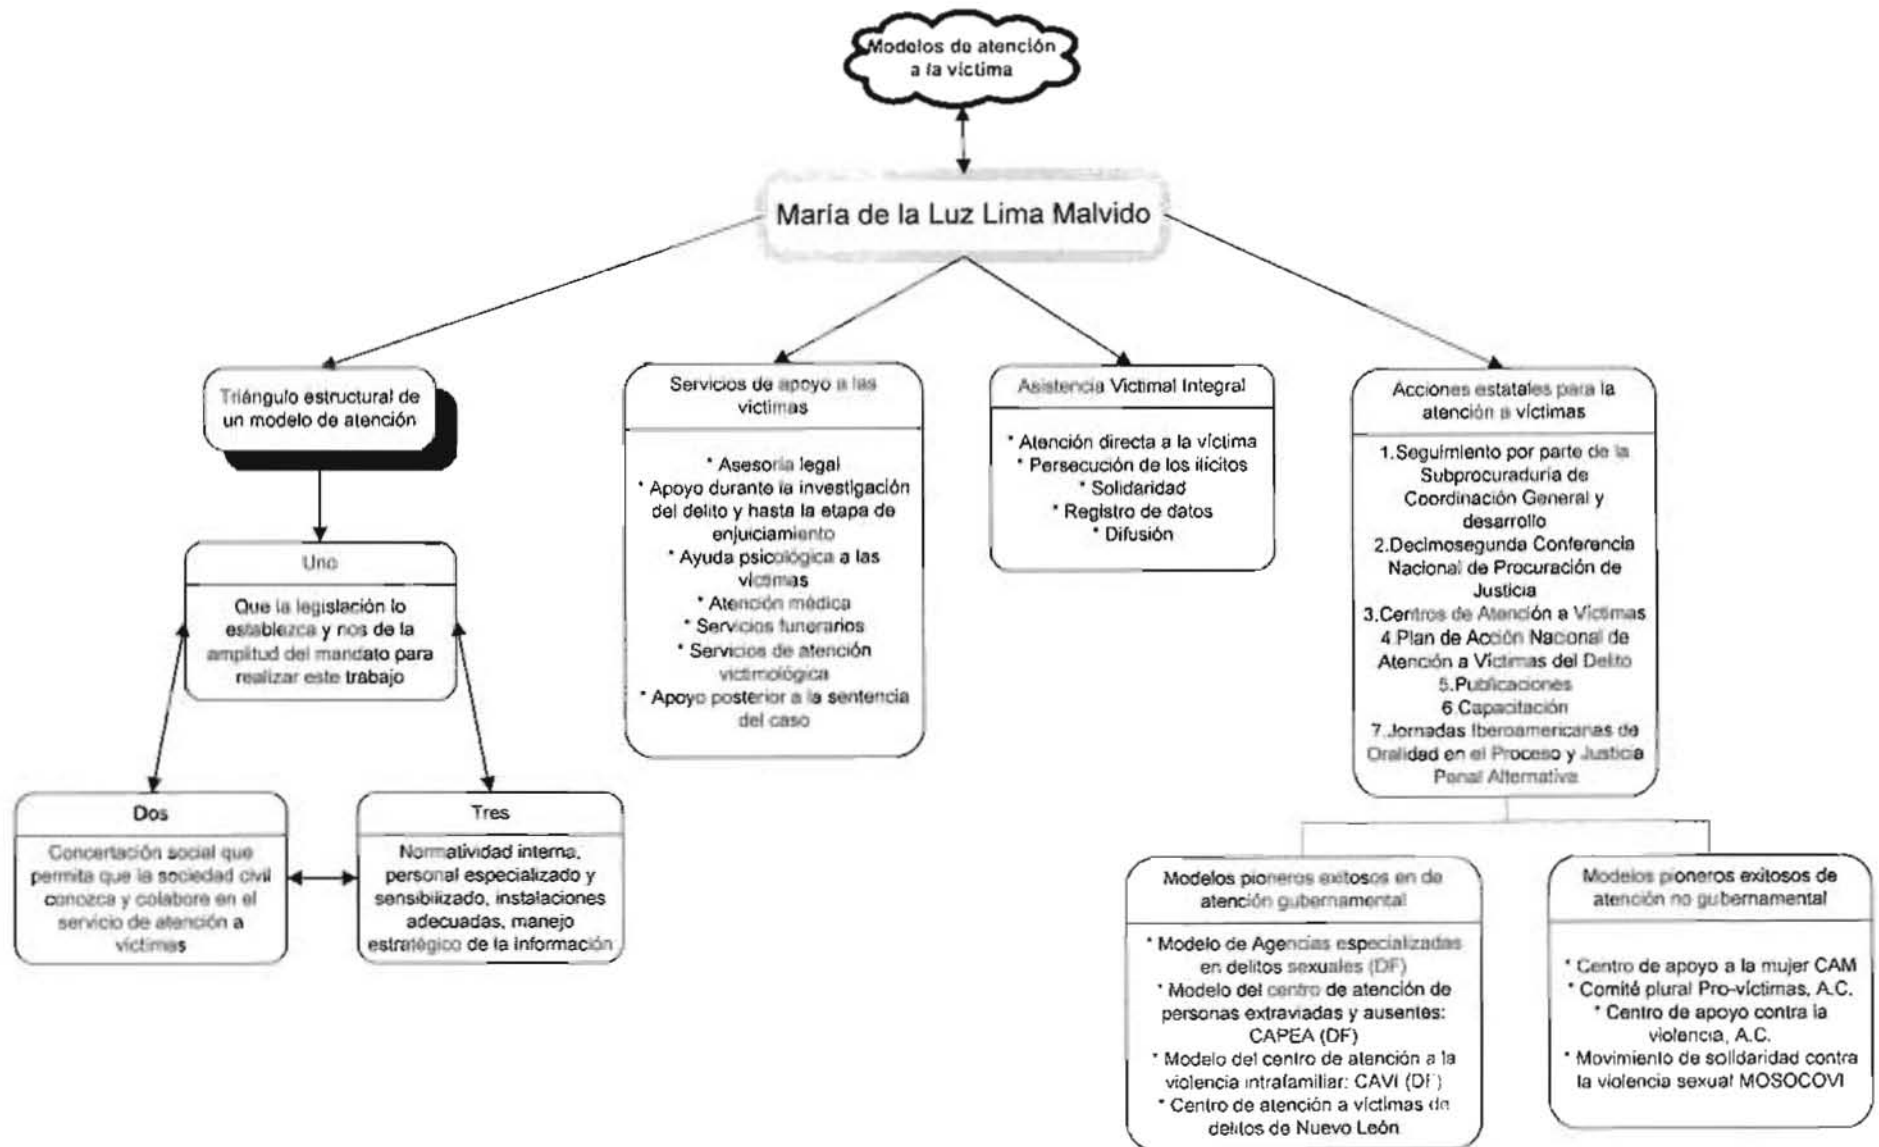 Modelos de atención
a la víctima
María de la Luz Lima Malvido
Triángulo estructural de
un modelo de atención
Uno
Que la legislación lo
establezca y nos de la
amplitud del mandato para
realizar este trabajo
Dos
Concertación social que
permita que la sociedad civil
conozca y colabore en el
servicio de atención a
víctimas
Tres
Normatividad interna,
personal especializado y
sensibilizado, instalaciones
adecuadas, manejo
estratégico de la información
Servicios de apoyo a las
víctimas
* Asesoría legal
* Apoyo durante la investigación
del delito y hasta la etapa de
enjuiciamiento
* Ayuda psicológica a las
víctimas
* Atención médica
* Servicios funerarios
* Servicios de atención
victimológica
* Apoyo posterior a la sentencia
del caso
Asistencia Victimal Integral
* Atención directa a la víctima
* Persecución de los ilícitos
* Solidaridad
* Registro de datos
* Difusión
Acciones estatales para la
atención a víctimas
1.Seguimiento por parte de la
Subprocuraduría de
Coordinación General y
desarrollo
2.Decimosegunda Conferencia
Nacional de Procuración de
Justicia
3.Centros de Atención a Víctimas
4.Plan de Acción Nacional de
Atención a Víctimas del Delito
5.Publicaciones
6.Capacitación
7.Jornadas Iberoamericanas de
Oralidad en el Proceso y Justicia
Penal Alternativa
Modelos pioneros exitosos en de
atención gubernamental
* Modelo de Agencias especializadas
en delitos sexuales (DF)
* Modelo del centro de atención de
personas extraviadas y ausentes:
CAPEA (DF)
* Modelo del centro de atención a la
violencia intrafamiliar: CAVI (DF)
* Centro de atención a víctimas de
delitos de Nuevo León
Modelos pioneros exitosos de
atención no gubernamental
* Centro de apoyo a la mujer CAM
* Comité plural Pro-víctimas, A.C.
* Centro de apoyo contra la
violencia, A.C.
* Movimiento de solidaridad contra
la violencia sexual MOSOCOVI